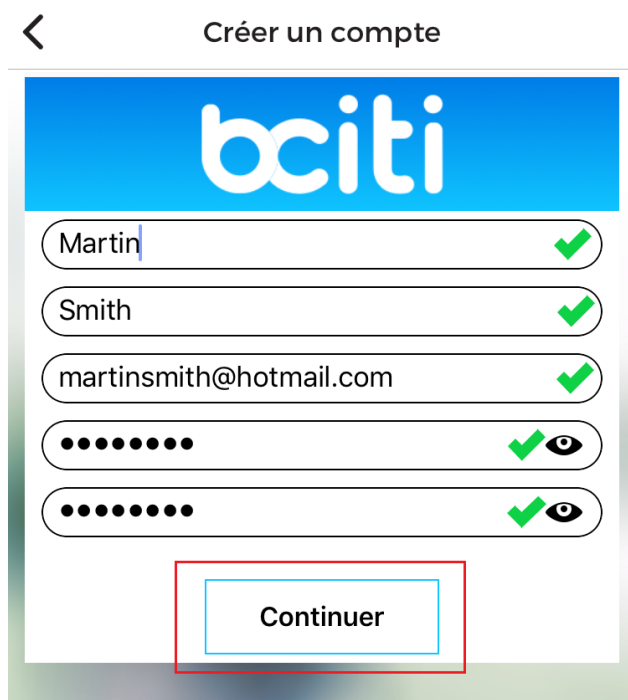 Créer un compte
bciti
Martin
Smith
martinsmith@hotmail.com
••••••••
••••••••
Continuer